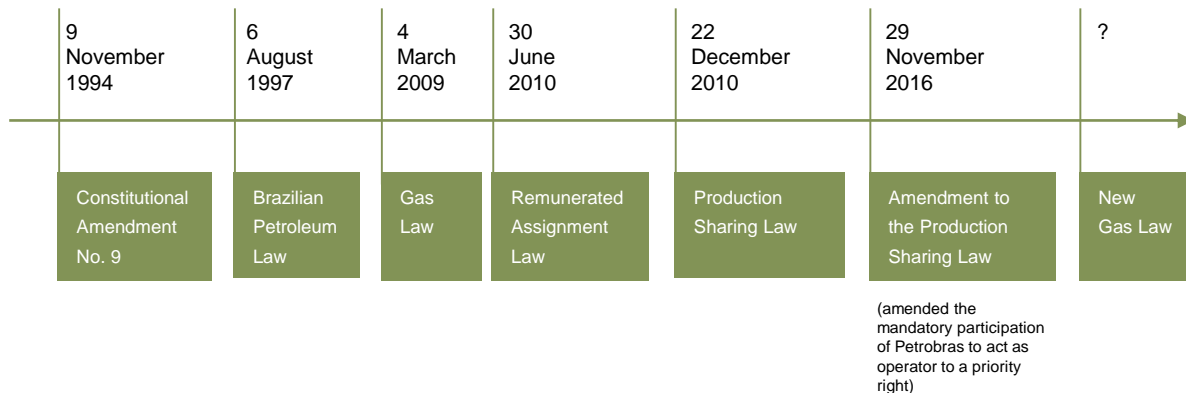 9
November
1994
6
August
1997
4
March
2009
30
June
2010
22
December
2010
29
November
2016
?
Constitutional
Amendment
No. 9
Brazilian
Petroleum
Law
Gas
Law
Remunerated
Assignment
Law
Production
Sharing Law
Amendment to
the Production
Sharing Law
New
Gas Law
(amended the
mandatory participation
of Petrobras to act as
operator to a priority
right)